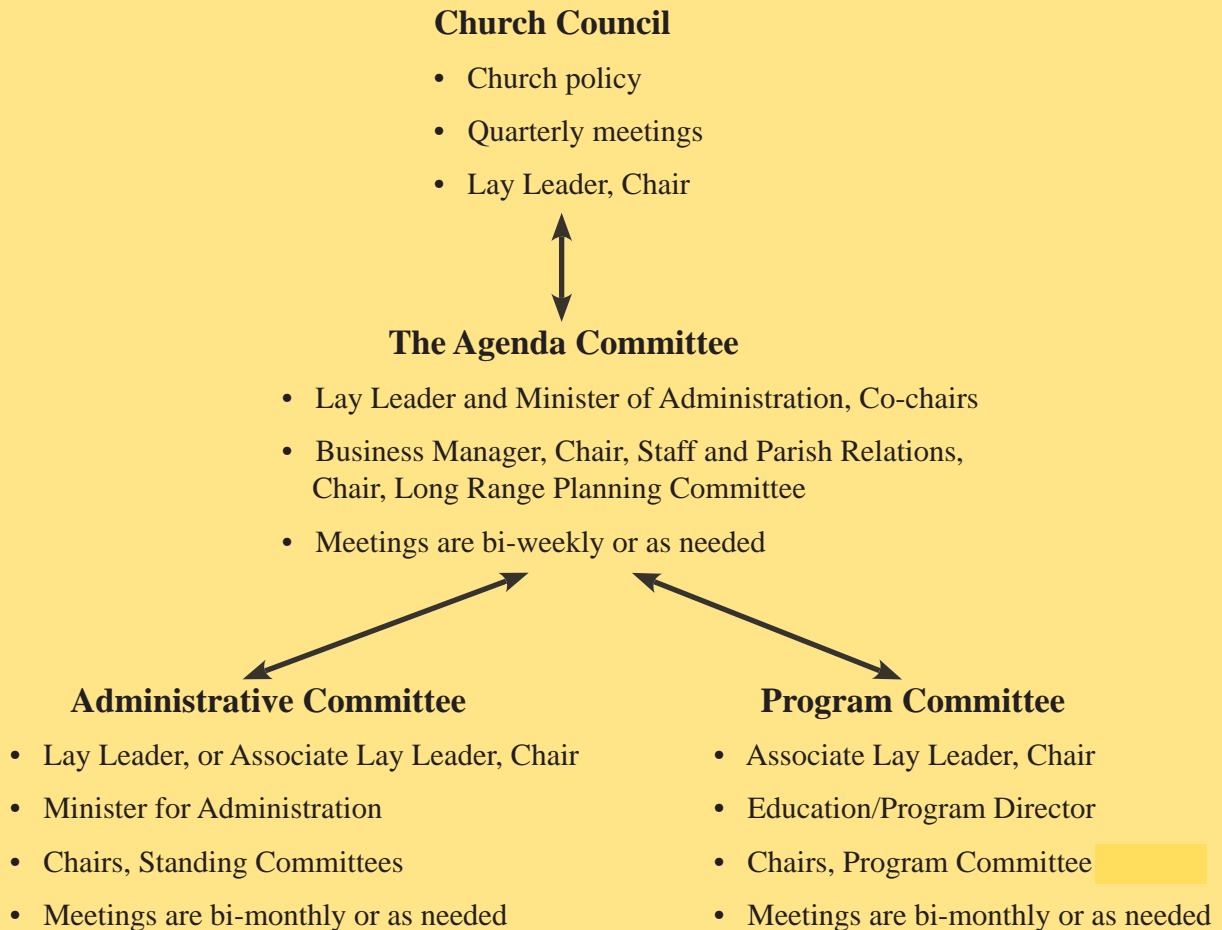 Church Council
• Church policy
• Quarterly meetings
• Lay Leader, Chair
The Agenda Committee
• Lay Leader and Minister of Administration, Co-chairs
• Business Manager, Chair, Staff and Parish Relations,
Chair, Long Range Planning Committee
• Meetings are bi-weekly or as needed
Administrative Committee
• Lay Leader, or Associate Lay Leader, Chair
• Minister for Administration
• Chairs, Standing Committees
• Meetings are bi-monthly or as needed
Program Committee
• Associate Lay Leader, Chair
• Education/Program Director
• Chairs, Program Committee
• Meetings are bi-monthly or as needed